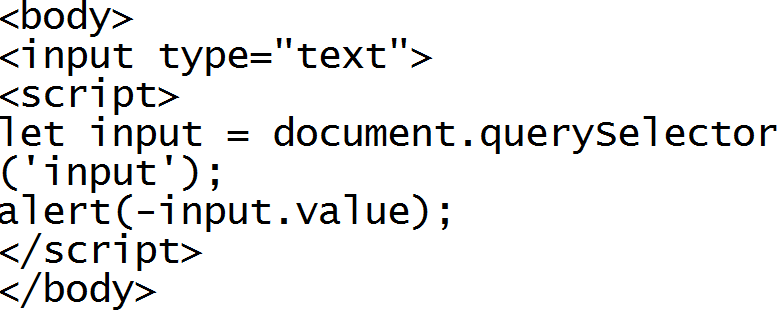 <body>
<input type="text">
<script>
let input = document.querySelector
('input');
alert(-input.value);
</script>
</body>